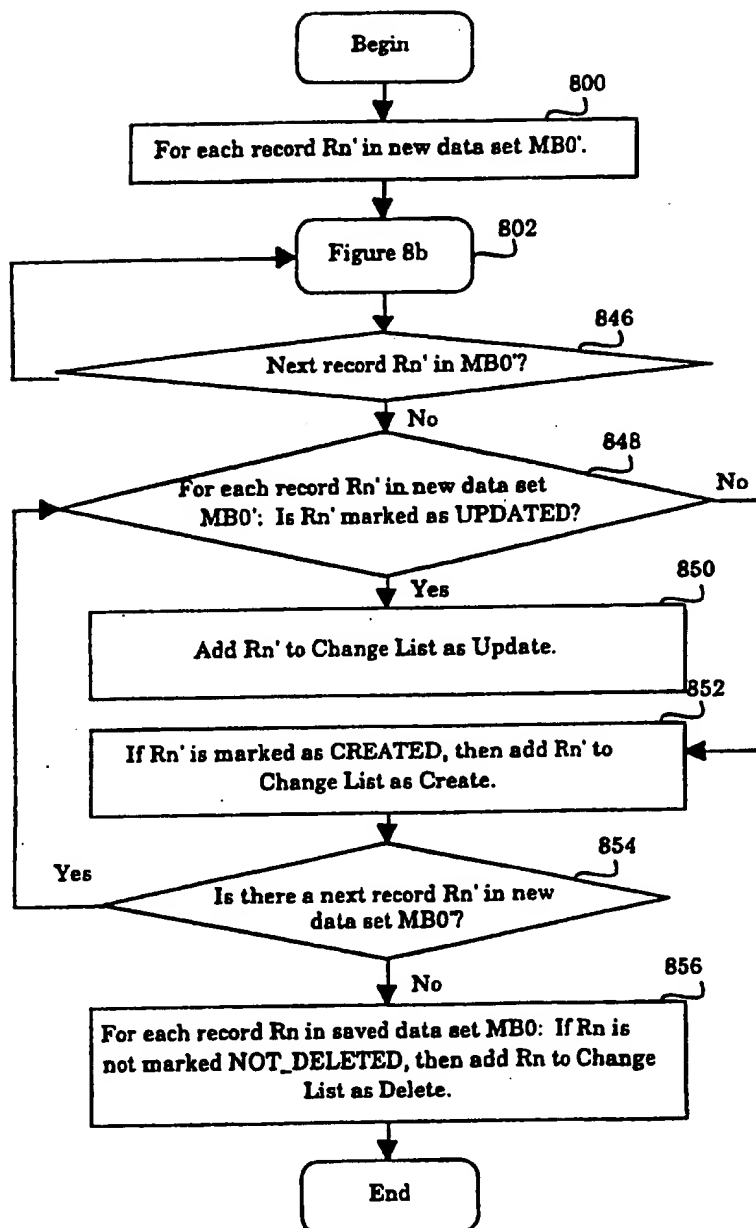 Begin
800
For each record Rn' in new data set MB0'.
802
Figure 8b
846
Next record Rn' in MB0'?
No
848
For each record Rn' in new data set
MB0': Is Rn' marked as UPDATED?
No
Yes
850
Add Rn' to Change List as Update.
852
If Rn' is marked as CREATED, then add Rn' to
Change List as Create.
854
Yes
Is there a next record Rn' in new
data set MB0'?
No
856
For each record Rn in saved data set MB0: If Rn is
not marked NOT_DELETED, then add Rn to Change
List as Delete.
End